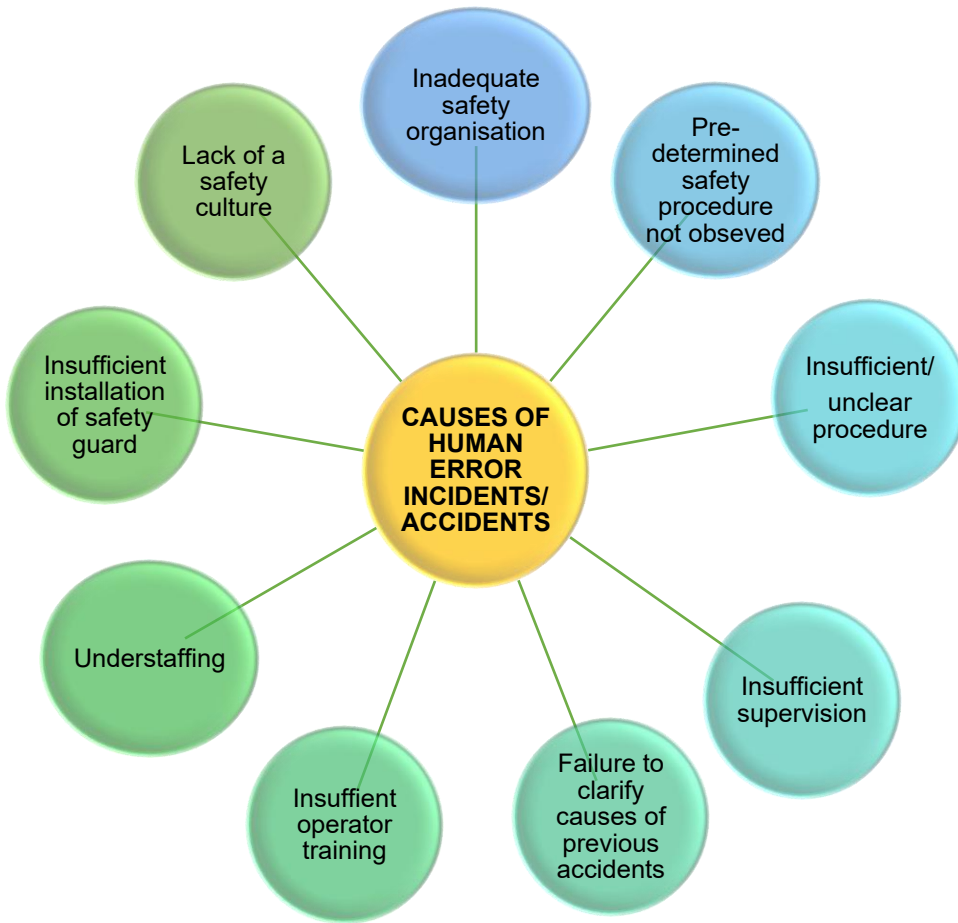 Inadequate
safety
organisation
Pre-
determined
safety
procedure
not obseved
Insufficient/
unclear
procedure
Insufficient
supervision
Failure to
clarify
causes of
previous
accidents
Insuffient
operator
training
Understaffing
Insufficient
installation
of safety
guard
Lack of a
safety
culture
CAUSES OF
HUMAN
ERROR
INCIDENTS/
ACCIDENTS